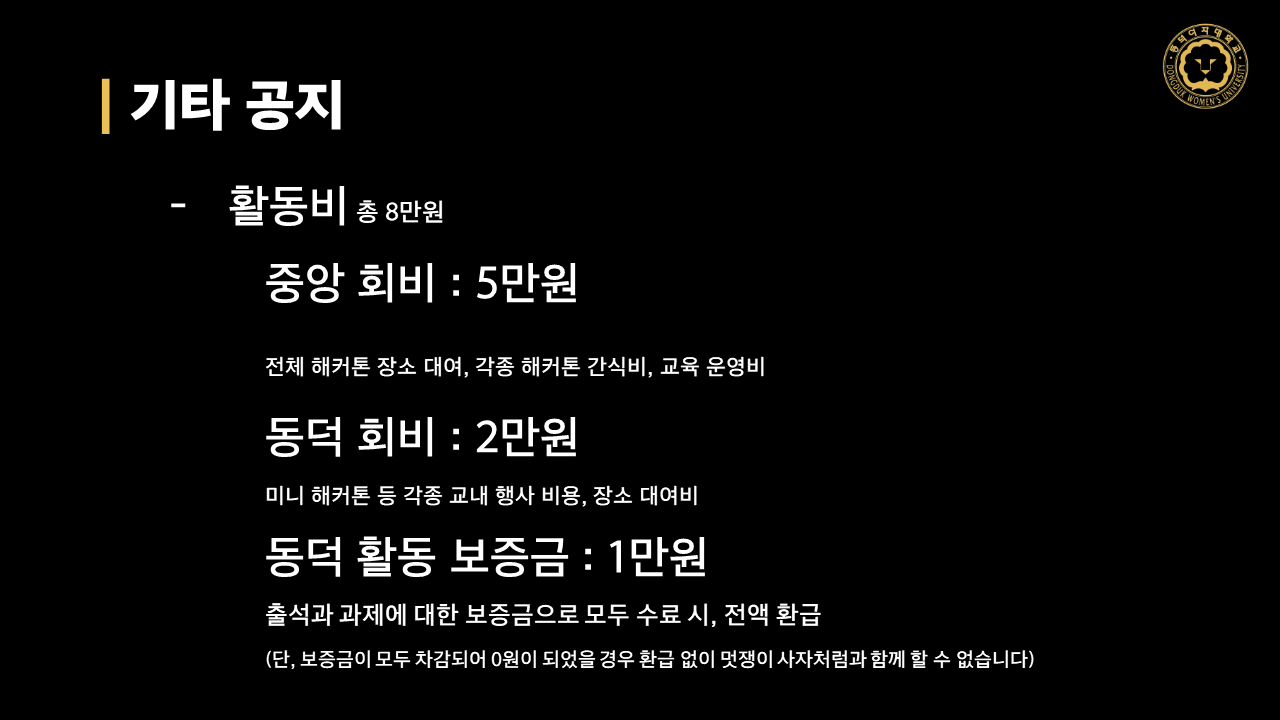 동덕여자대학교
DONGDUK WOMEN'S UNIVERSITY
기타 공지
- 활동비 총 8만원
중앙 회비 : 5만원
전체 해커톤 장소 대여, 각종 해커톤 간식비, 교육 운영비
동덕 회비 : 2만원
미니 해커톤 등 각종 교내 행사 비용, 장소 대여비
동덕 활동 보증금 : 1만원
출석과 과제에 대한 보증금으로 모두 수료 시, 전액 환급
(단, 보증금이 모두 차감되어 0원이 되었을 경우 환급 없이 멋쟁이 사자처럼과 함께 할 수 없습니다)